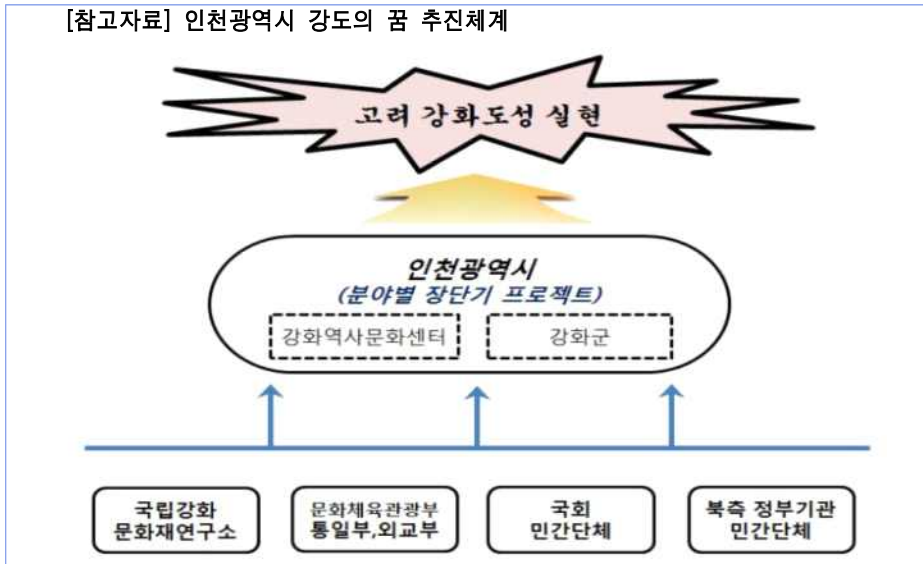 [참고자료] 인천광역시 강도의 꿈 추진체계
고려 강화도성 실현
인천광역시
(분야별 장단기 프로젝트)
강화역사문화센터
강화군
국립강화
문화재연구소
문화체육관광부
통일부,외교부
국회
민간단체
북측 정부기관
민간단체